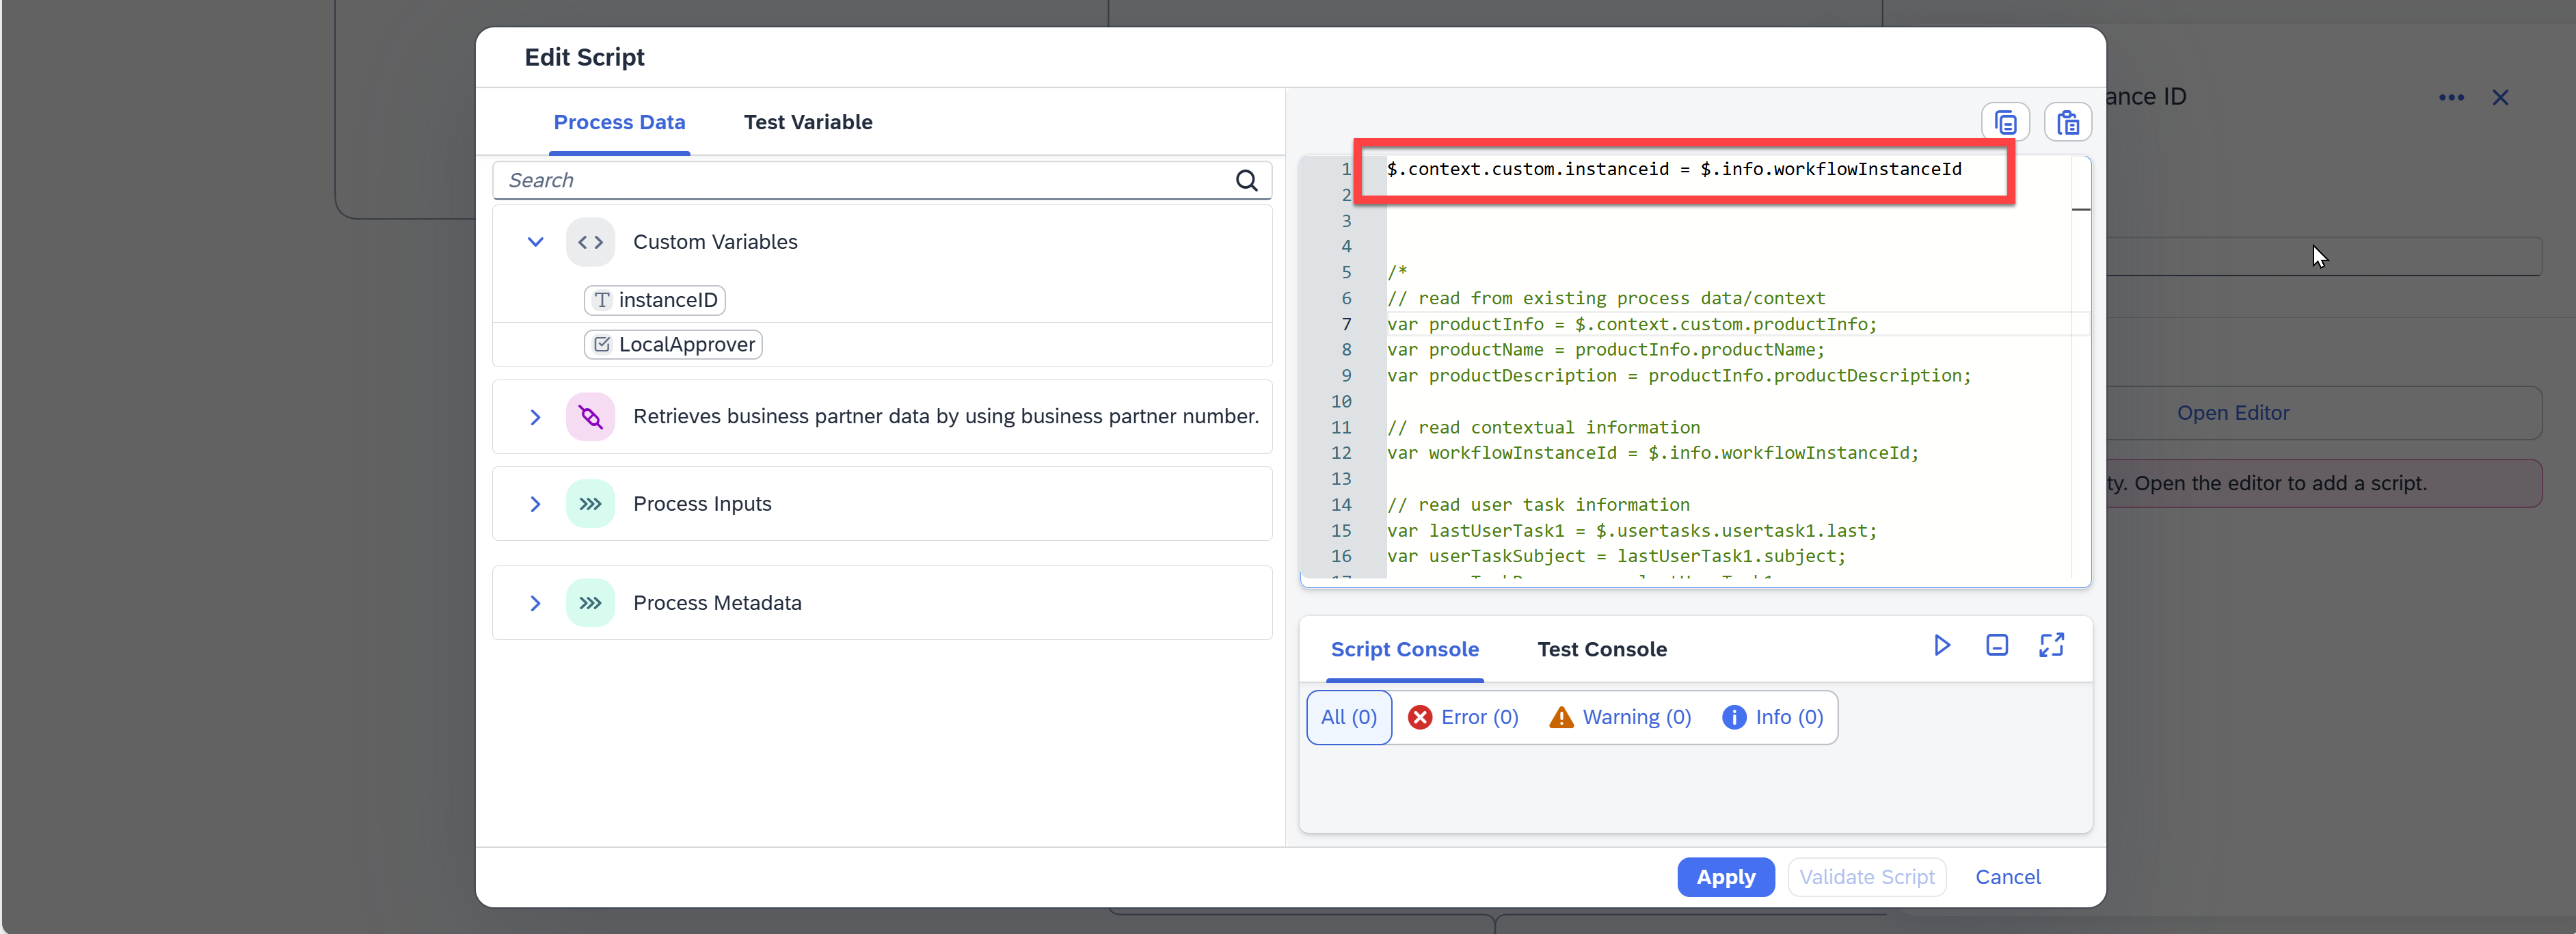 Edit Script
Process Data
Test Variable
Search
Custom Variables
instanceID
LocalApprover
Retrieves business partner data by using business partner number.
Process Inputs
Process Metadata
1 $.context.custom.instanceid = $.info.workflowInstanceId
2
3
4
5 /*
6 // read from existing process data/context
7 var productInfo = $.context.custom.productInfo;
8 var productName = productInfo.productName;
9 var productDescription = productInfo.productDescription;
10
11 // read contextual information
12 var workflowInstanceId = $.info.workflowInstanceId;
13
14 // read user task information
15 var lastUserTask1 = $.usertasks.usertask1.last;
16 var userTaskSubject = lastUserTask1.subject;
Script Console
Test Console
All (0)
Error (0)
Warning (0)
Info (0)
Apply
Validate Script
Cancel
ance ID
Open Editor
ty. Open the editor to add a script.